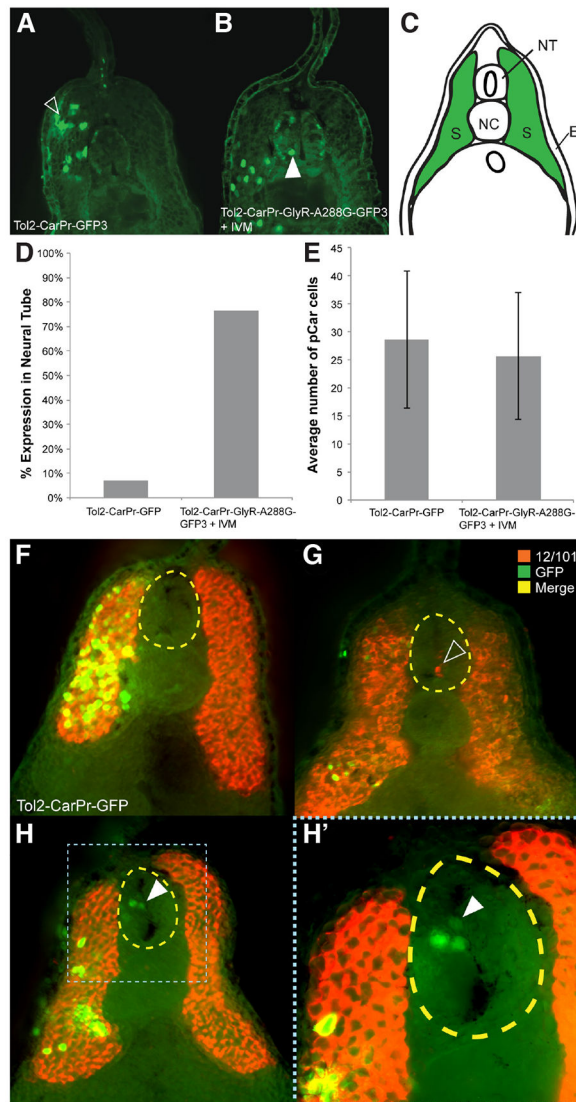 A
B
C
Tol2-CarPr-GFP3
Tol2-CarPr-GlyR-A288G-GFP3
+ IVM
NT
NC
S
S
E
D
% Expression in Neural Tube
100%
90%
80%
70%
60%
50%
40%
30%
20%
10%
0%
Tol2-CarPr-GFP
Tol2-CarPr-GlyR-A288G-
GFP3 + IVM
E
Average number of pCar cells
45
40
35
30
25
20
15
10
5
0
Tol2-CarPr-GFP
Tol2-CarPr-GlyR-A288G-
GFP3 + IVM
F
G
12/101
GFP
Merge
Tol2-CarPr-GFP
H
H'